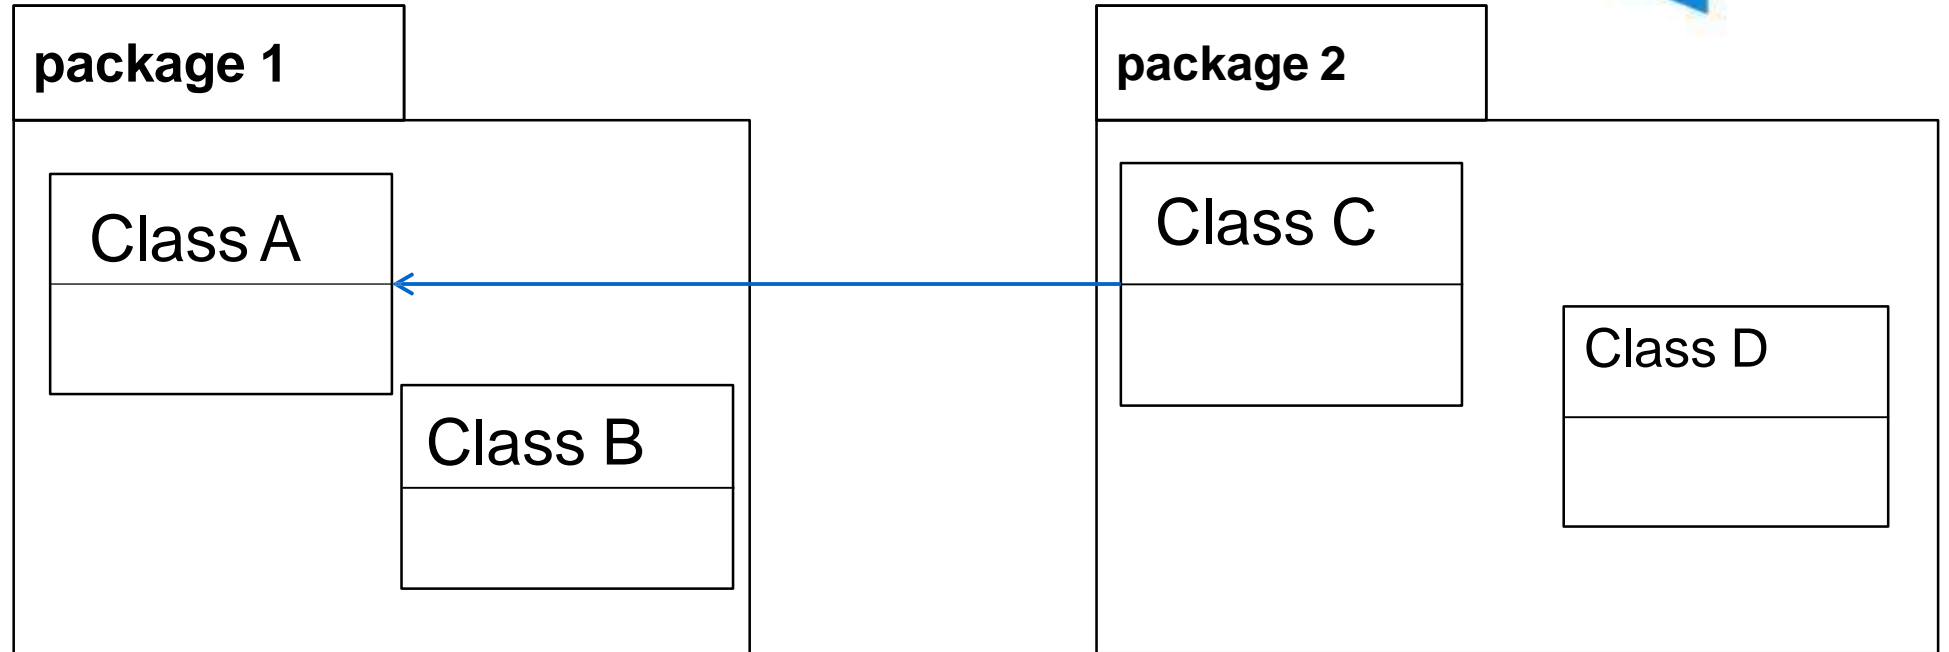 package 1
package 2
Class A
Class C
Class D
Class B